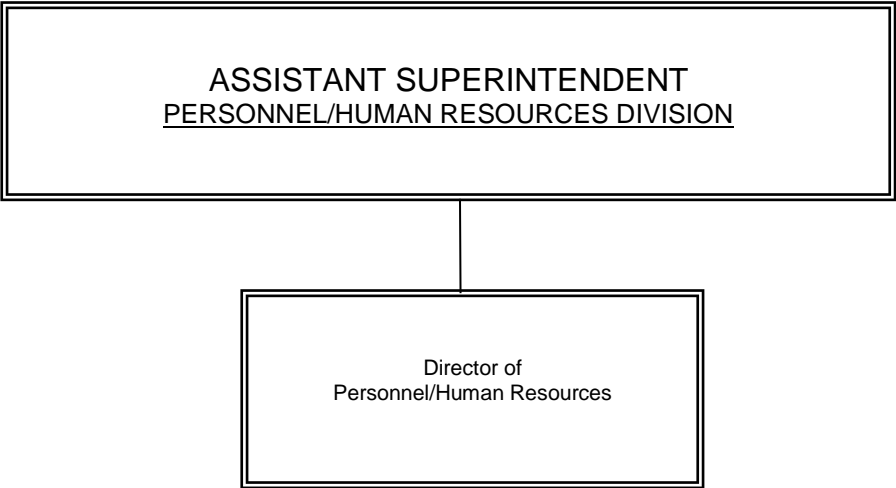 ASSISTANT SUPERINTENDENT
PERSONNEL/HUMAN RESOURCES DIVISION
Director of
Personnel/Human Resources